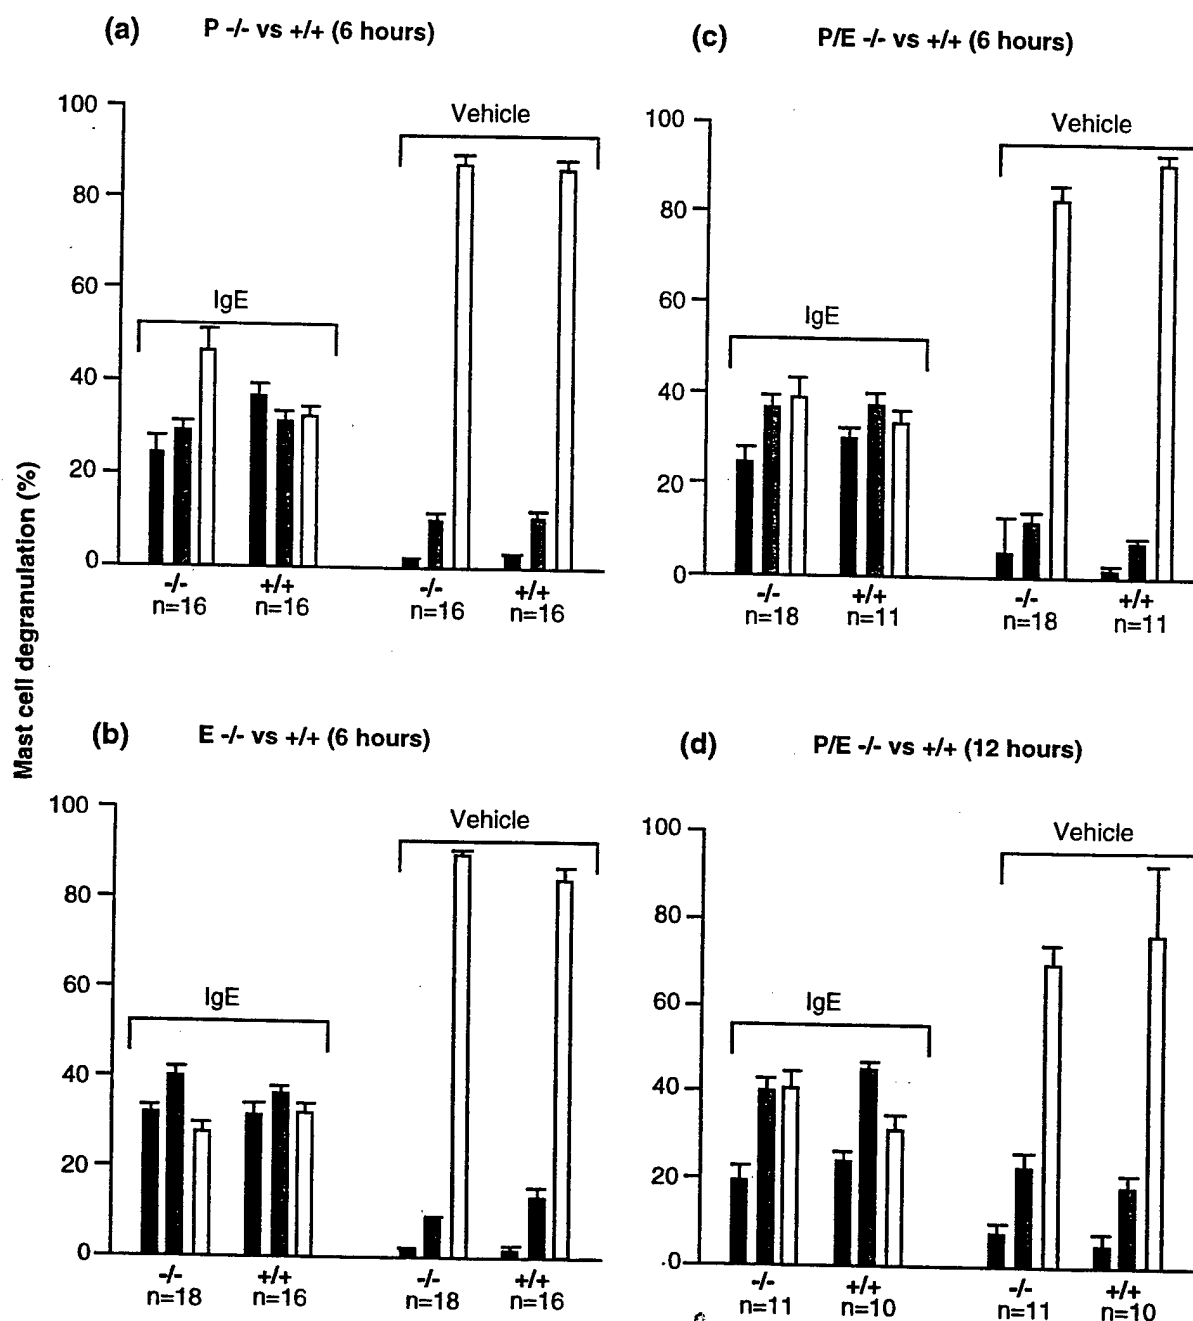 (a) P -/- vs +/+ (6 hours)
Vehicle
IgE
100
80
60
40
20
0
-/- +/+ -/- +/+
n=16 n=16 n=16 n=16
(c) P/E -/- vs +/+ (6 hours)
Vehicle
IgE
100
80
60
40
20
0
-/- +/+ -/- +/+
n=18 n=11 n=18 n=11
Mast cell degranulation (%)
(b) E -/- vs +/+ (6 hours)
Vehicle
IgE
100
80
60
40
20
0
-/- +/+ -/- +/+
n=18 n=16 n=18 n=16
(d) P/E -/- vs +/+ (12 hours)
Vehicle
IgE
100
80
60
40
20
0
-/- +/+ -/- +/+
n=11 n=10 n=11 n=10